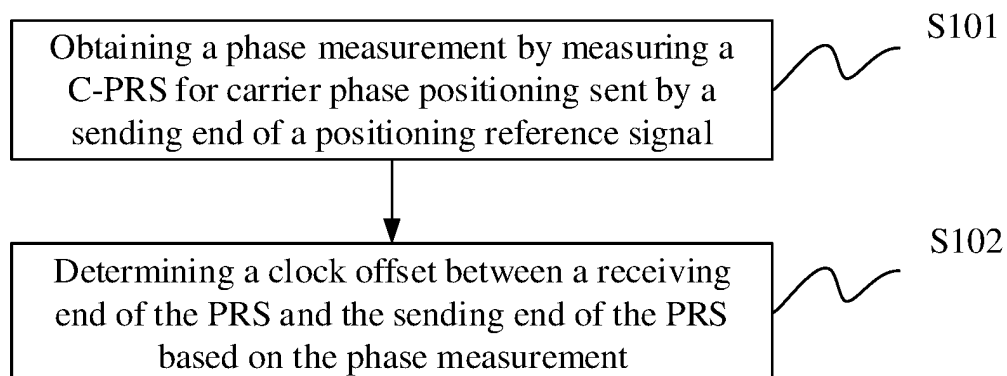 Obtaining a phase measurement by measuring a
C-PRS for carrier phase positioning sent by a
sending end of a positioning reference signal
S101
Determining a clock offset between a receiving
end of the PRS and the sending end of the PRS
based on the phase measurement
S102